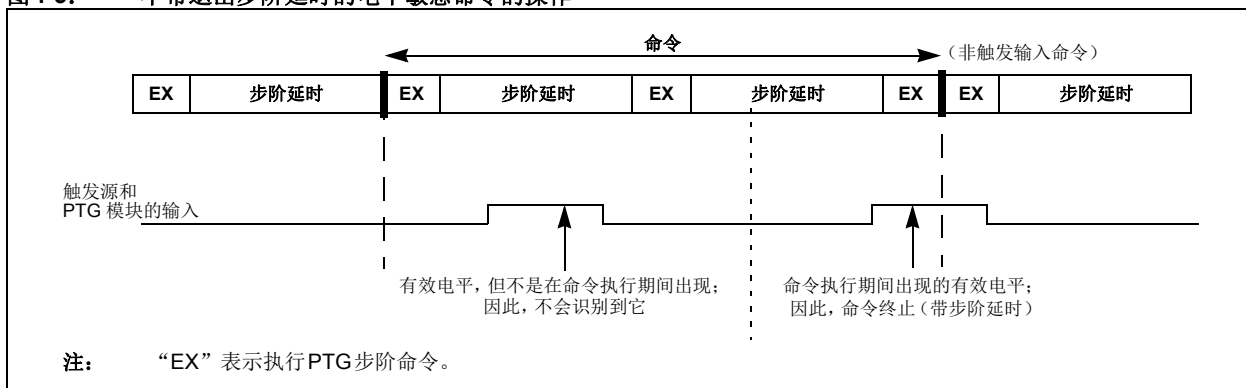 命令
（非触发输入命令）
EX 步阶延时 EX 步阶延时 EX 步阶延时 EX EX 步阶延时
触发源和
PTG 模块的输入
有效电平，但不是在命令执行期间出现；
因此，不会识别到它
命令执行期间出现的有效电平；
因此，命令终止（带步阶延时）
注： “EX”表示执行PTG步阶命令。